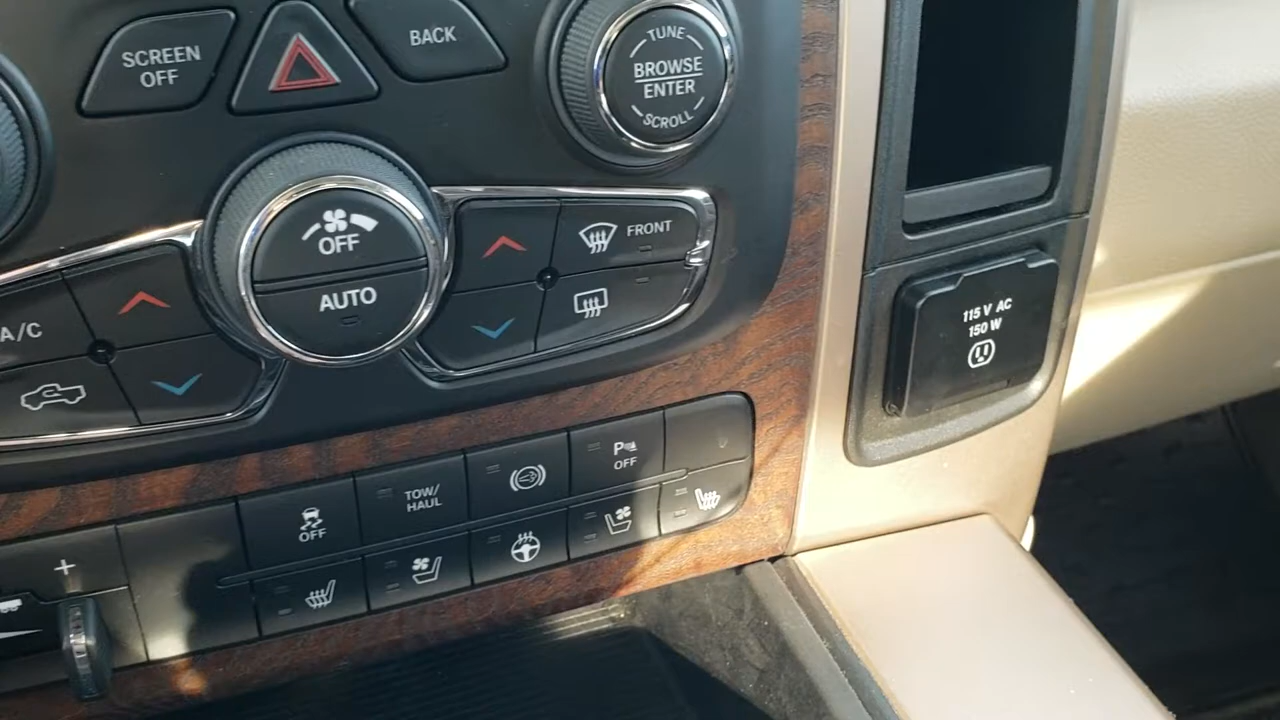 SCREEN
OFF
BACK
TUNE
BROWSE
ENTER
SCROLL
OFF
AUTO
A/C
FRONT
115 V AC
150 W
OFF
TOW/
HAUL
P
OFF
+